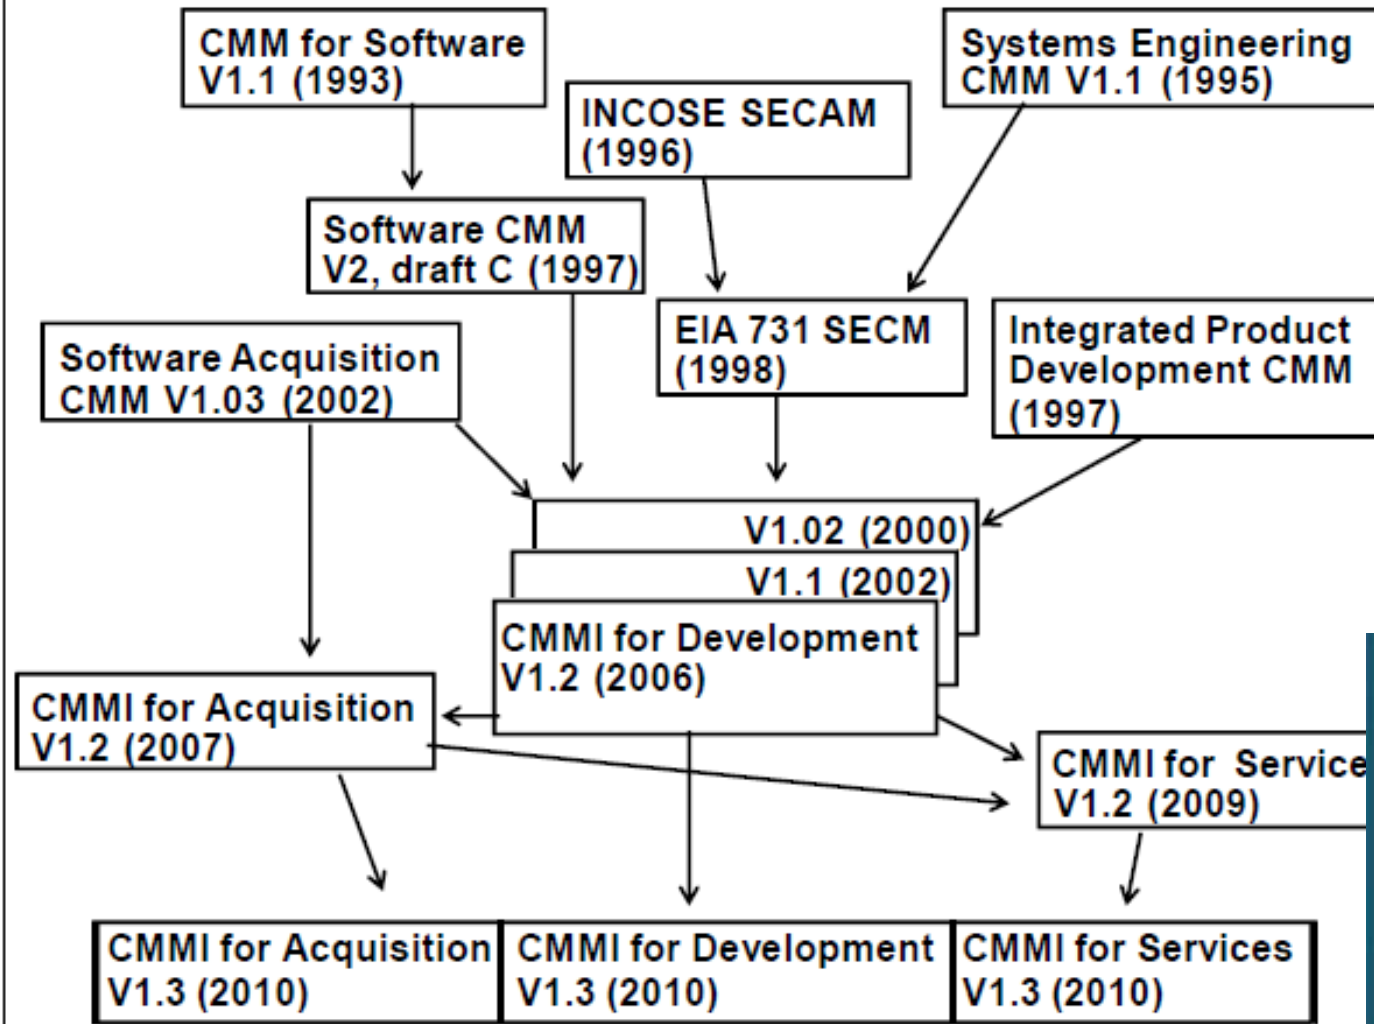 CMM for Software
V1.1 (1993)
Systems Engineering
CMM V1.1 (1995)
INCOSE SECAM
(1996)
Software CMM
V2, draft C (1997)
EIA 731 SECM
(1998)
Integrated Product
Development CMM
(1997)
Software Acquisition
CMM V1.03 (2002)
V1.02 (2000)
V1.1 (2002)
CMMI for Development
V1.2 (2006)
CMMI for Acquisition
V1.2 (2007)
CMMI for Service
V1.2 (2009)
CMMI for Acquisition
V1.3 (2010)
CMMI for Development
V1.3 (2010)
CMMI for Services
V1.3 (2010)